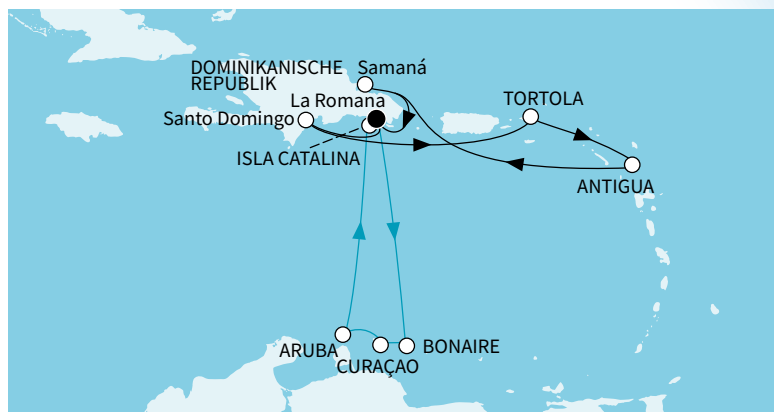 DOMINIKANISCHE
REPUBLIK
Samaná
La Romana
Santo Domingo
ISLA CATALINA
TORTOLA
ANTIGUA
ARUBA
CURAÇAO
BONAIRE